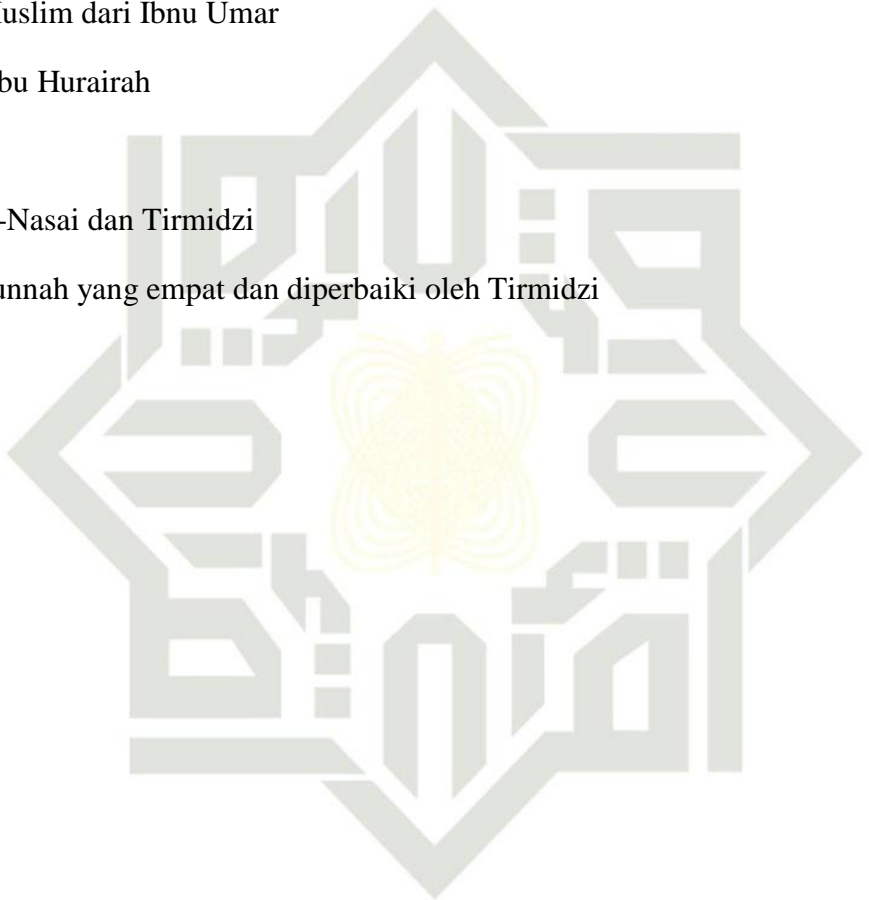 uslim dari Ibnu Umar
bu Hurairah
-Nasai dan Tirmidzi
unnah yang empat dan diperbaiki oleh Tirmidzi